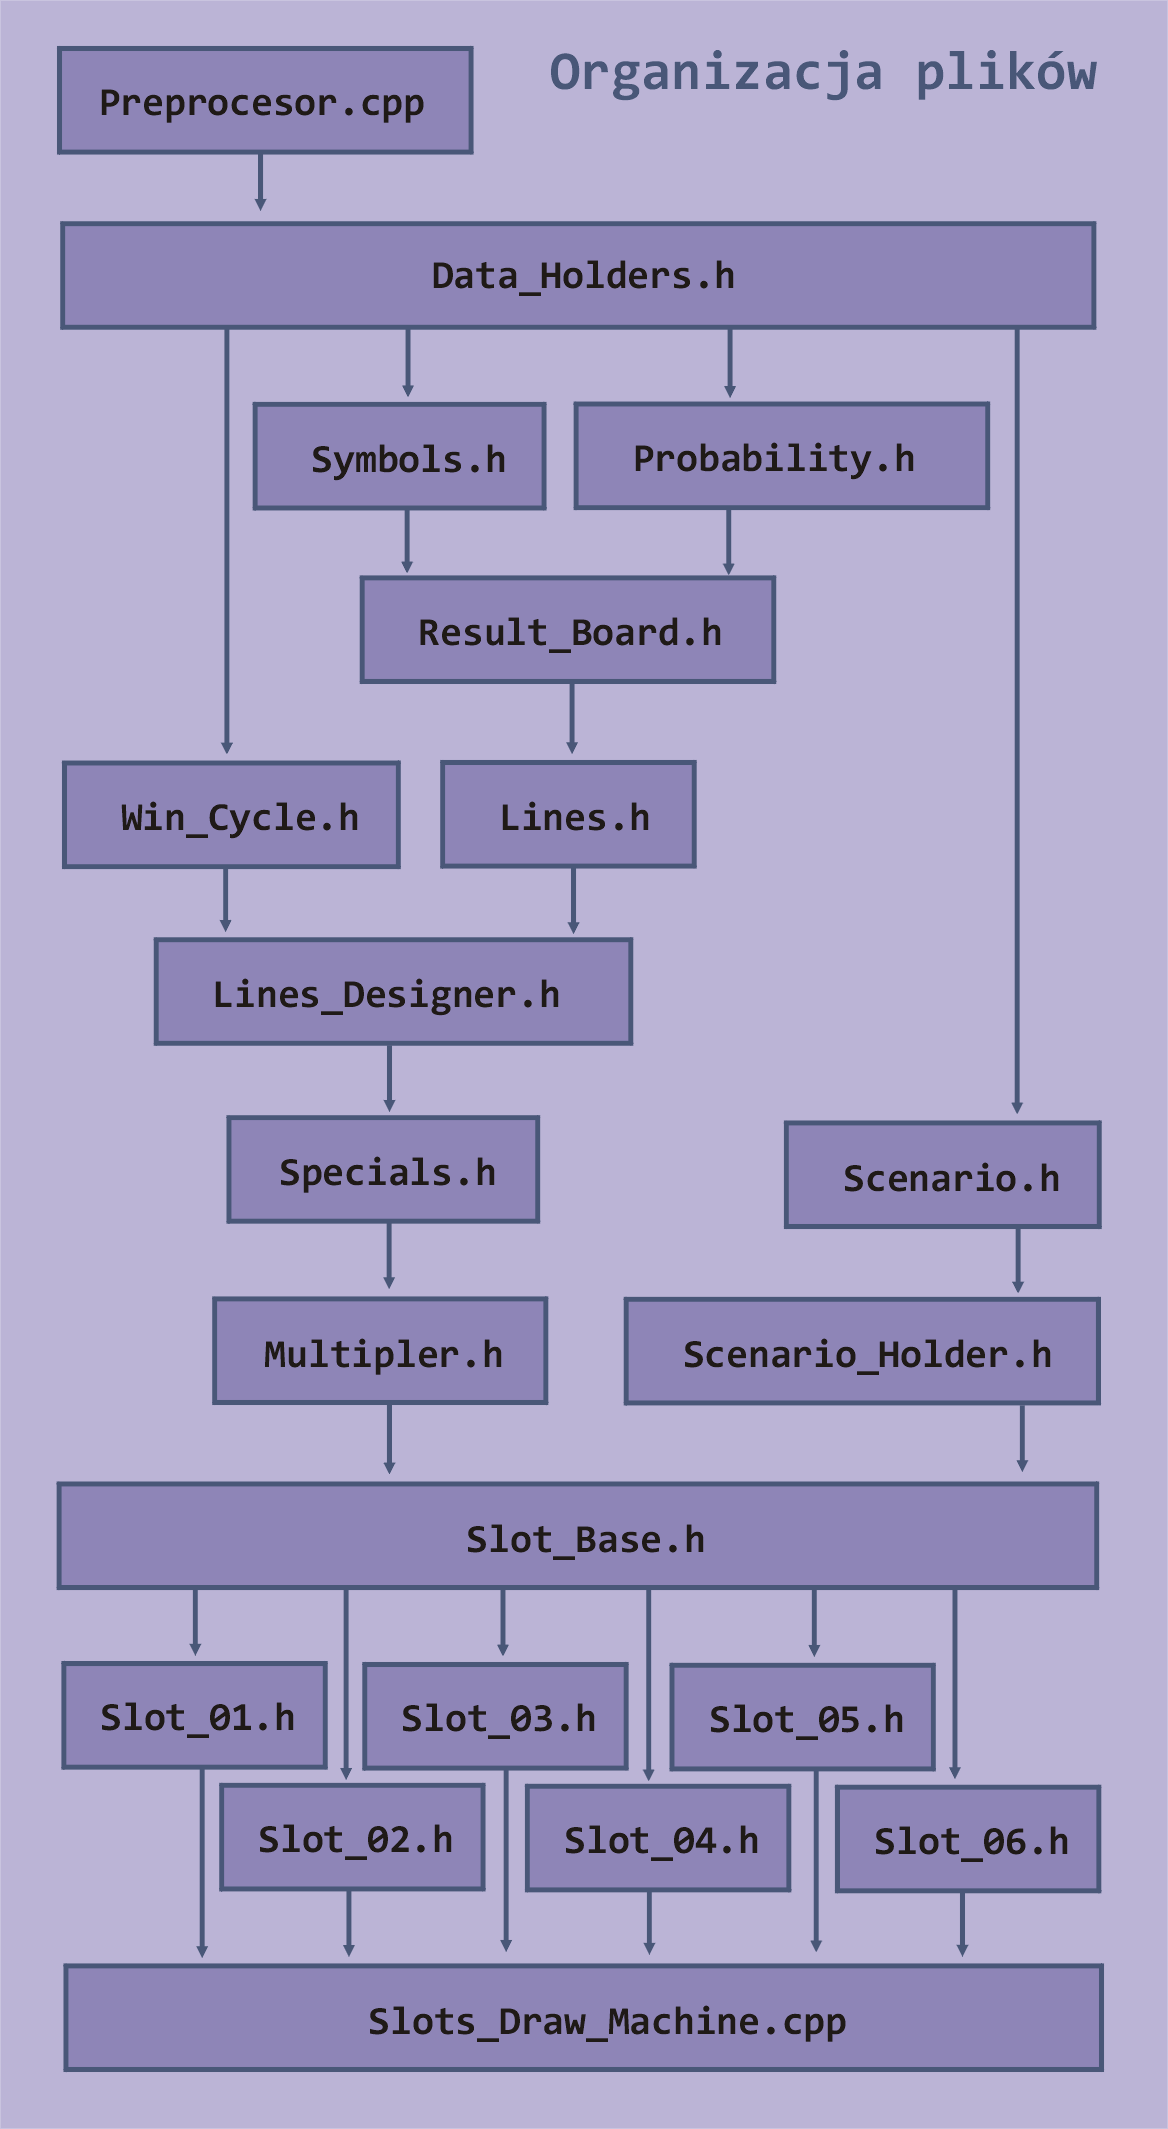 Organizacja plików
Preprocesor.cpp
Data_Holders.h
Symbols.h
Probability.h
Result_Board.h
Win_Cycle.h
Lines.h
Lines_Designer.h
Specials.h
Scenario.h
Multipler.h
Scenario_Holder.h
Slot_Base.h
Slot_01.h
Slot_03.h
Slot_05.h
Slot_02.h
Slot_04.h
Slot_06.h
Slots_Draw_Machine.cpp